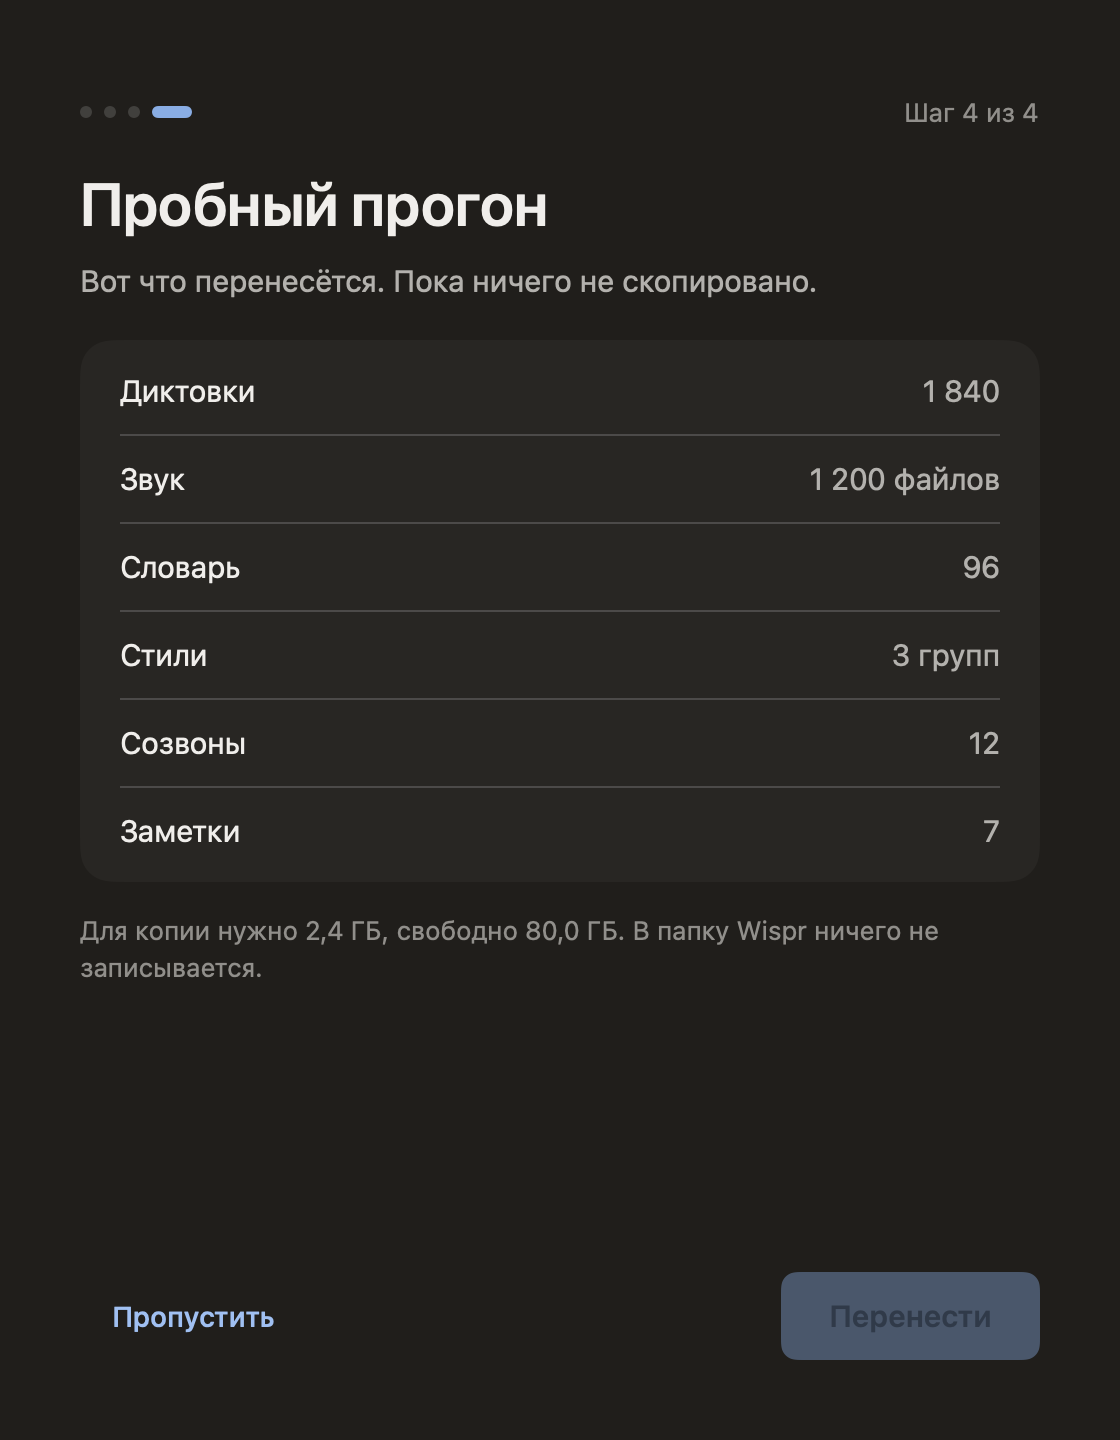 Шаг 4 из 4
Пробный прогон
Вот что перенесётся. Пока ничего не скопировано.
Диктовки 1 840
Звук 1 200 файлов
Словарь 96
Стили 3 групп
Созвоны 12
Заметки 7
Для копии нужно 2,4 ГБ, свободно 80,0 ГБ. В папку Wispr ничего не
записывается.
Пропустить Перенести